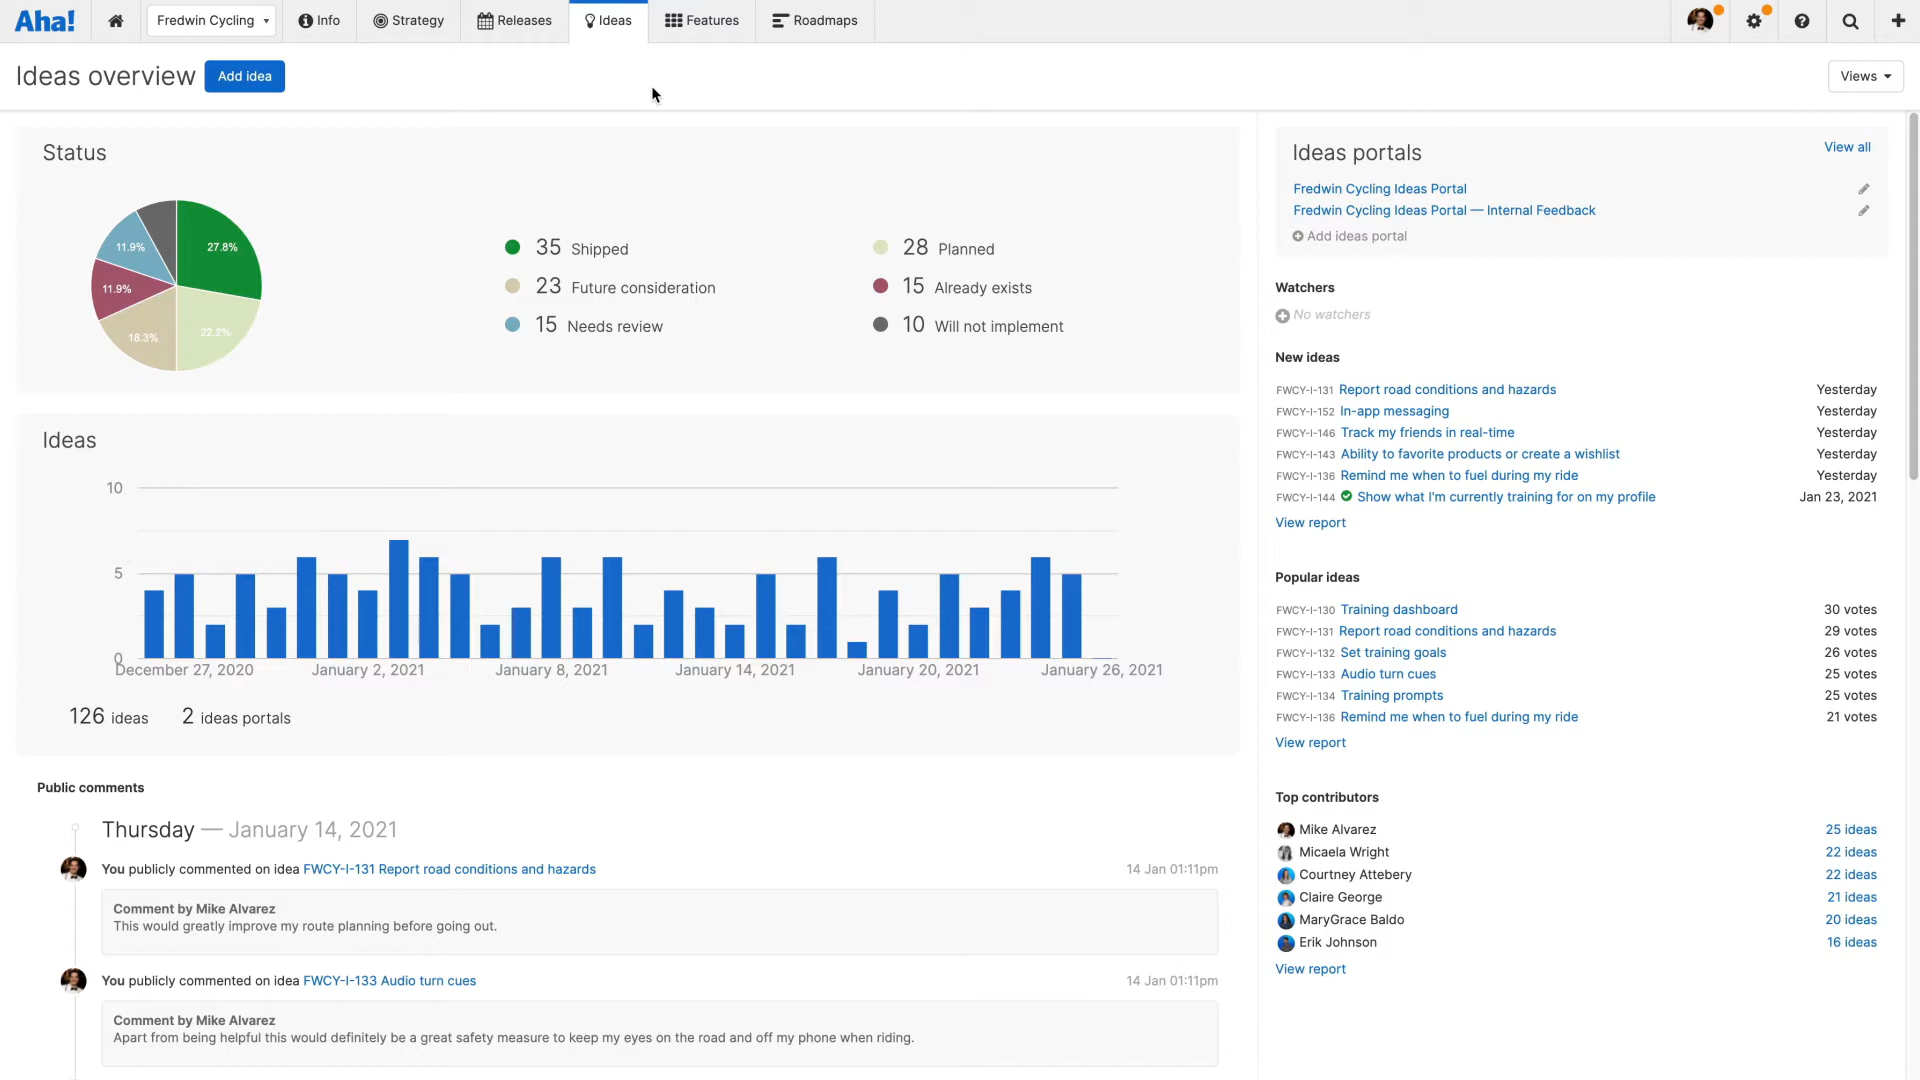 Aha!
Fredwin Cycling
Info
Strategy
Releases
Ideas
Features
Roadmaps
Ideas overview
Add idea
Views
Status
27.8%
22.2%
18.3%
11.9%
11.9%
35 Shipped
28 Planned
23 Future consideration
15 Already exists
15 Needs review
10 Will not implement
Ideas
10
5
0
December 27, 2020
January 2, 2021
January 8, 2021
January 14, 2021
January 20, 2021
January 26, 2021
126 ideas
2 ideas portals
Public comments
Thursday — January 14, 2021
You publicly commented on idea FWCY-I-131 Report road conditions and hazards
14 Jan 01:11pm
Comment by Mike Alvarez
This would greatly improve my route planning before going out.
You publicly commented on idea FWCY-I-133 Audio turn cues
14 Jan 01:11pm
Comment by Mike Alvarez
Apart from being helpful this would definitely be a great safety measure to keep my eyes on the road and off my phone when riding.
Ideas portals
View all
Fredwin Cycling Ideas Portal
Fredwin Cycling Ideas Portal — Internal Feedback
Add ideas portal
Watchers
No watchers
New ideas
FWCY-I-131 Report road conditions and hazards Yesterday
FWCY-I-152 In-app messaging Yesterday
FWCY-I-146 Track my friends in real-time Yesterday
FWCY-I-143 Ability to favorite products or create a wishlist Yesterday
FWCY-I-136 Remind me when to fuel during my ride Yesterday
FWCY-I-144 Show what I'm currently training for on my profile Jan 23, 2021
View report
Popular ideas
FWCY-I-130 Training dashboard 30 votes
FWCY-I-131 Report road conditions and hazards 29 votes
FWCY-I-132 Set training goals 26 votes
FWCY-I-133 Audio turn cues 25 votes
FWCY-I-134 Training prompts 25 votes
FWCY-I-136 Remind me when to fuel during my ride 21 votes
View report
Top contributors
Mike Alvarez 25 ideas
Micaela Wright 22 ideas
Courtney Attebery 22 ideas
Claire George 21 ideas
MaryGrace Baldo 20 ideas
Erik Johnson 16 ideas
View report